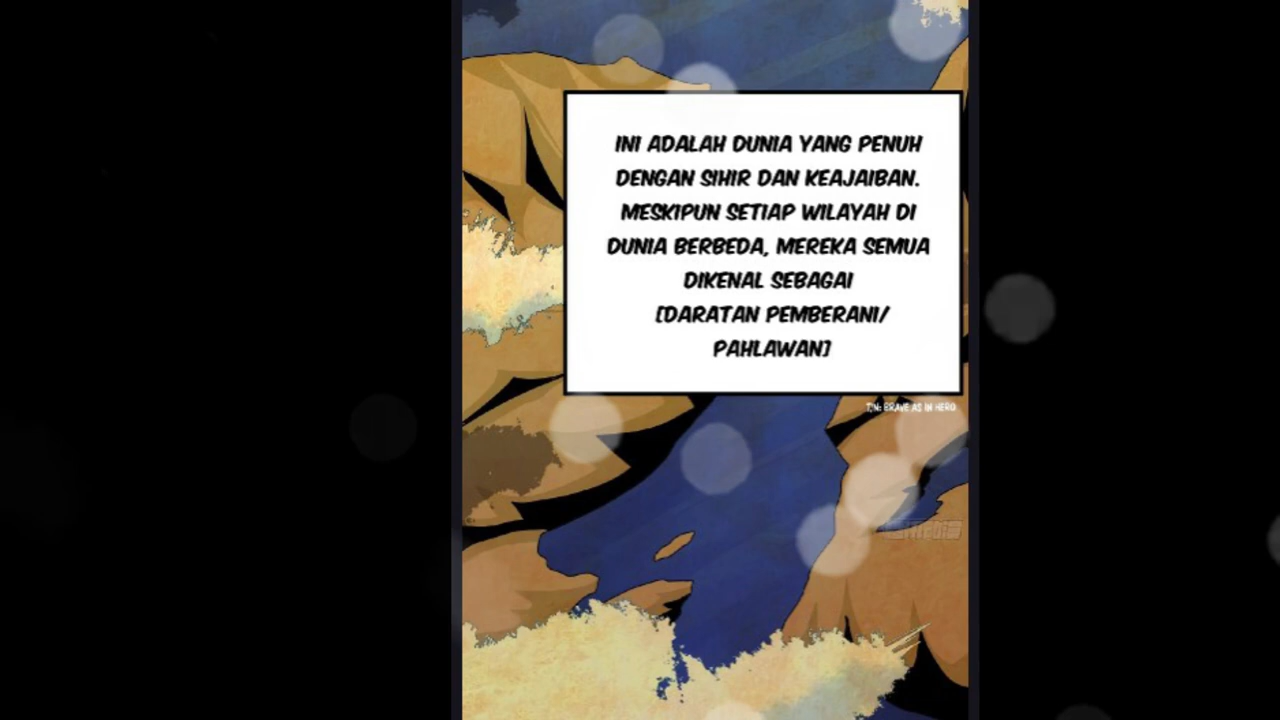 INI ADALAH DUNIA YANG PENUH
DENGAN SIHIR DAN KEAJAIBAN.
MESKIPUN SETIAP WILAYAH DI
DUNIA BERBEDA, MEREKA SEMUA
DIKENAL SEBAGAI
[DARATAN PEMBERANI/
PAHLAWAN]
T/N: BRAVE AS IN HERO